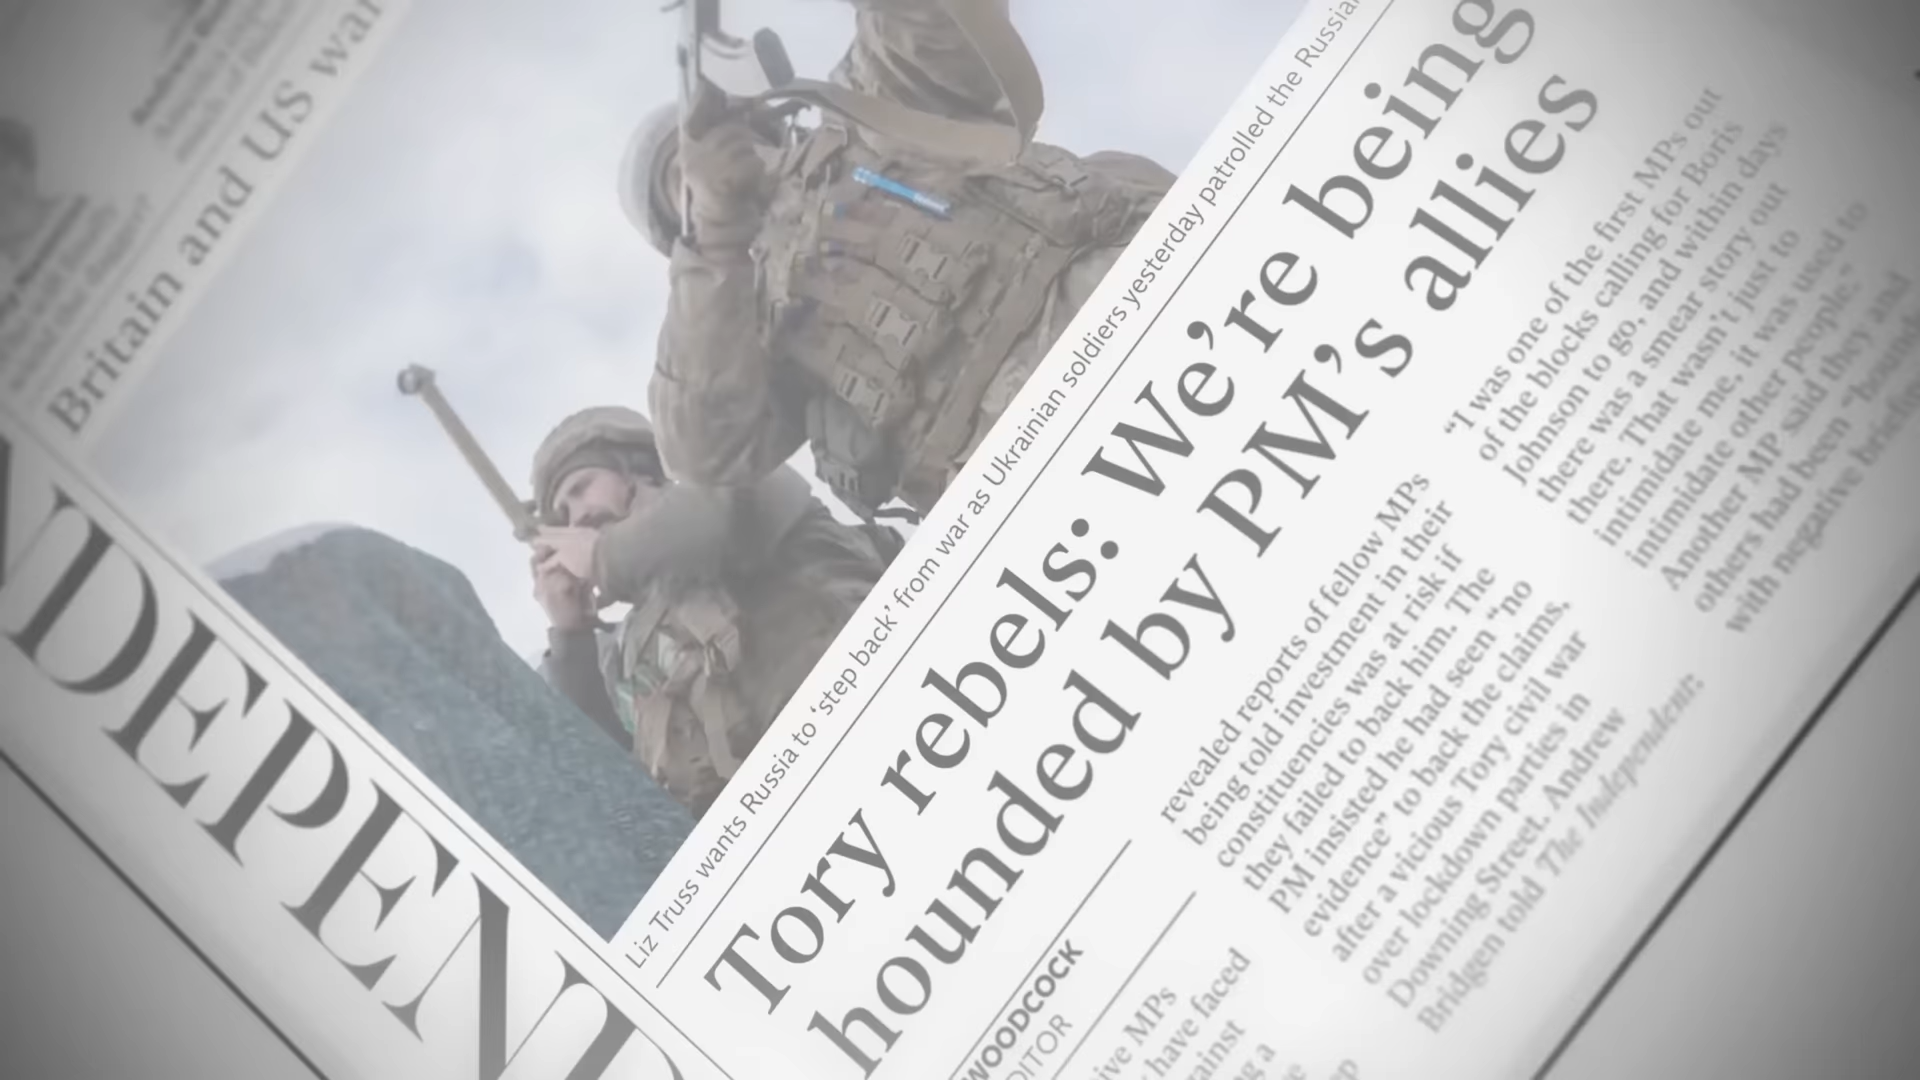 Britain and US war
NDEPEND
Liz Truss wants Russia to ‘step back’ from war as Ukrainian soldiers yesterday patrolled the Russian
Tory rebels: We’re being
hounded by PM’s allies
WOODCOCK
DITOR
ive MPs
have faced
revealed reports of fellow MPs
being told investment in their
constituencies was at risk if
they failed to back him. The
PM insisted he had seen “no
evidence” to back the claims,
after a vicious Tory civil war
over lockdown parties in
Downing Street. Andrew
Bridgen told The Independent:
“I was one of the first MPs out
of the blocks calling for Boris
Johnson to go, and within days
there was a smear story out
there. That wasn’t just to
intimidate me, it was used to
intimidate other people.”
Another MP said they and
others had been
with negative